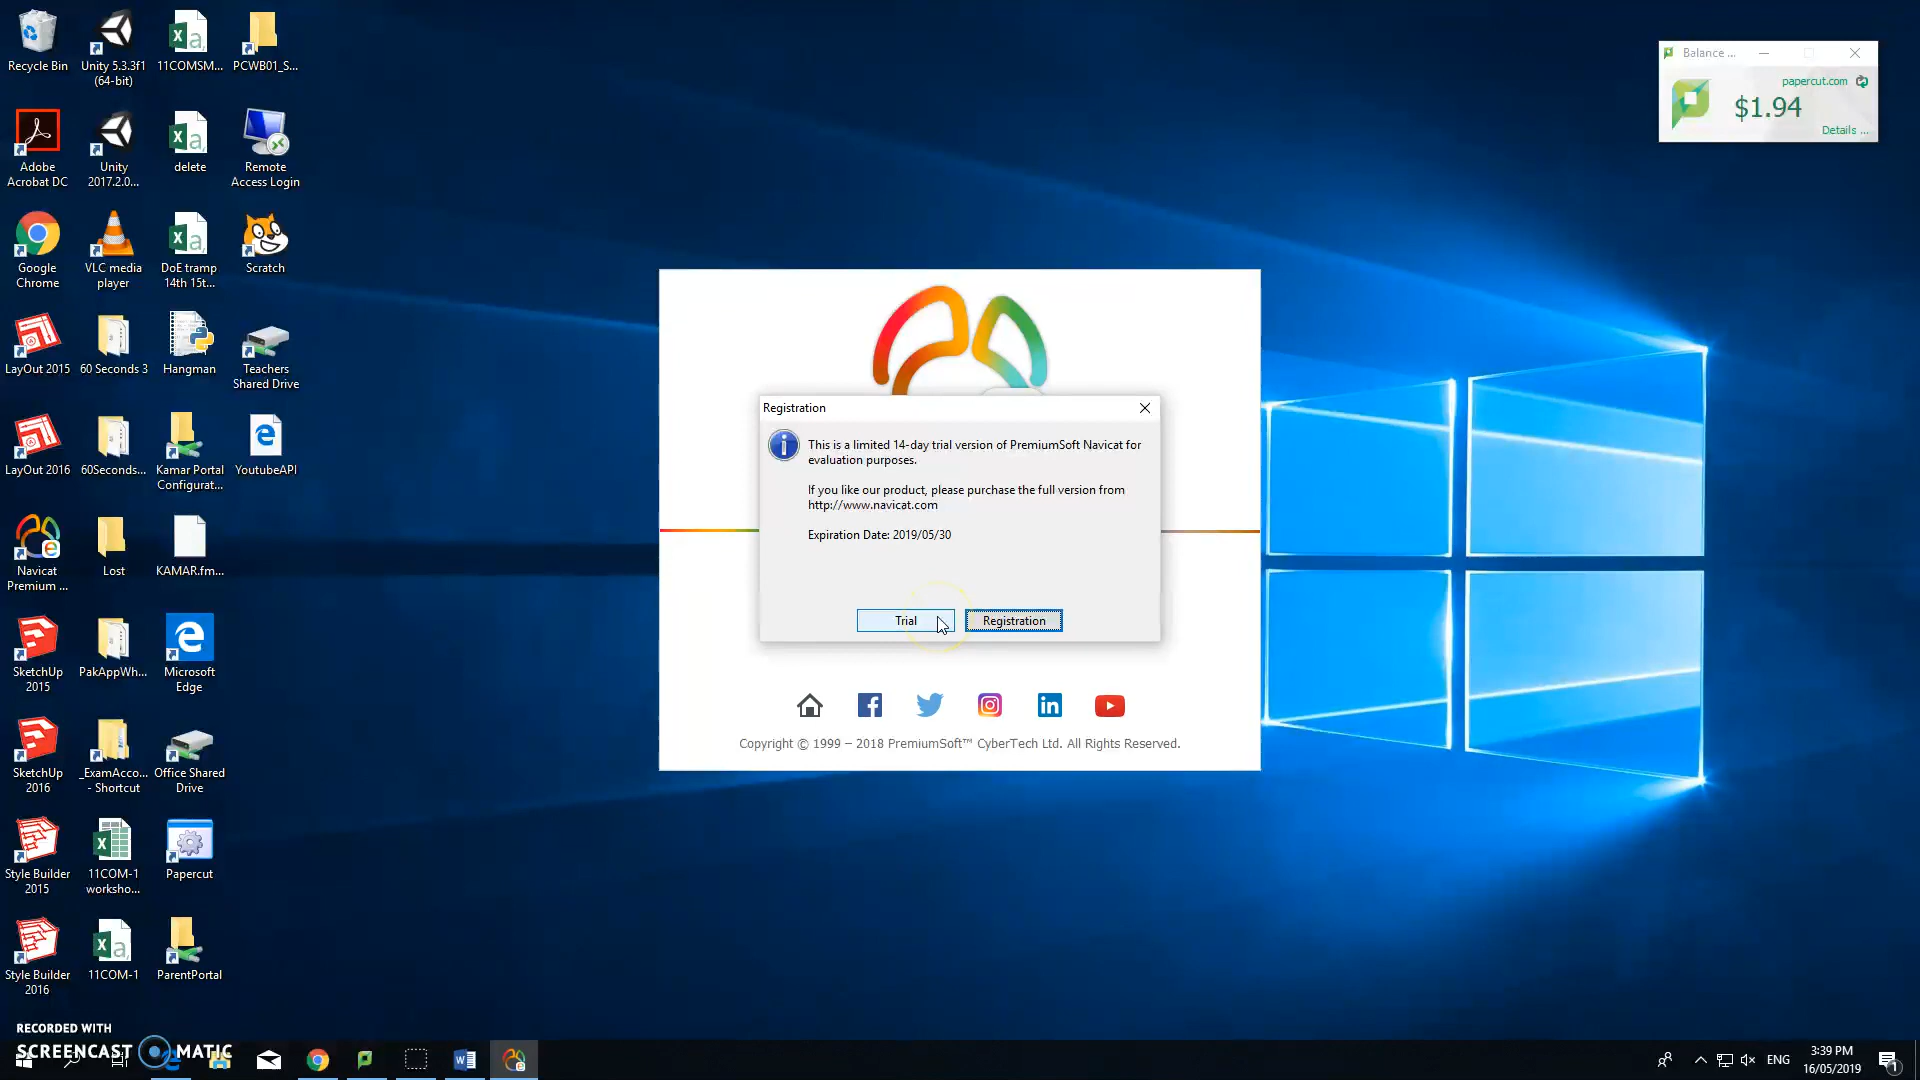 Recycle Bin
Unity 5.3.3f1
(64-bit)
11COMSM...
PCWB01_S...
Adobe
Acrobat DC
Unity
2017.2.0...
delete
Remote
Access Login
Google
Chrome
VLC media
player
DoE tramp
14th 15t...
Scratch
LayOut 2015
60 Seconds 3
Hangman
Teachers
Shared Drive
LayOut 2016
60Seconds...
Kamar Portal
Configurat...
YoutubeAPI
Navicat
Premium ...
Lost
KAMAR.fm...
SketchUp
2015
PakAppWh...
Microsoft
Edge
SketchUp
2016
_ExamAcco...
- Shortcut
Office Shared
Drive
Style Builder
2015
11COM-1
worksho...
Papercut
Style Builder
2016
11COM-1
ParentPortal
Balance ...
papercut.com
$1.94
Details ...
Registration
This is a limited 14-day trial version of PremiumSoft Navicat for
evaluation purposes.
If you like our product, please purchase the full version from
http://www.navicat.com
Expiration Date: 2019/05/30
Trial
Registration
Copyright © 1999 – 2018 PremiumSoft™ CyberTech Ltd. All Rights Reserved.
RECORDED WITH
SCREENCAST MATIC
ENG
3:39 PM
16/05/2019
1